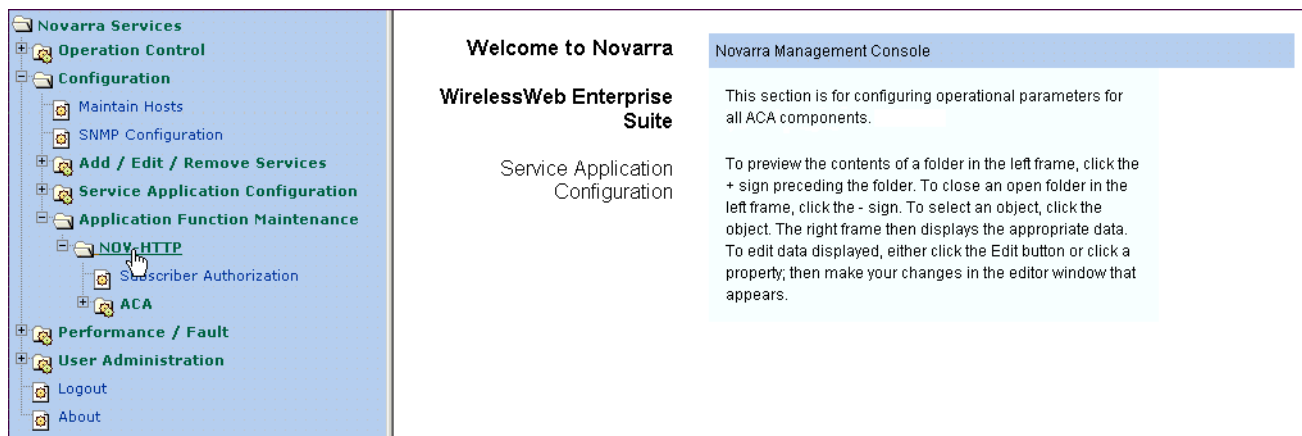 Novarra Services
Operation Control
Configuration
Maintain Hosts
SNMP Configuration
Add / Edit / Remove Services
Service Application Configuration
Application Function Maintenance
NOV-HTTP
Subscriber Authorization
ACA
Performance / Fault
User Administration
Logout
About
Welcome to Novarra
WirelessWeb Enterprise
Suite
Service Application
Configuration
Novarra Management Console
This section is for configuring operational parameters for
all ACA components.
To preview the contents of a folder in the left frame, click the
+ sign preceding the folder. To close an open folder in the
left frame, click the - sign. To select an object, click the
object. The right frame then displays the appropriate data.
To edit data displayed, either click the Edit button or click a
property; then make your changes in the editor window that
appears.